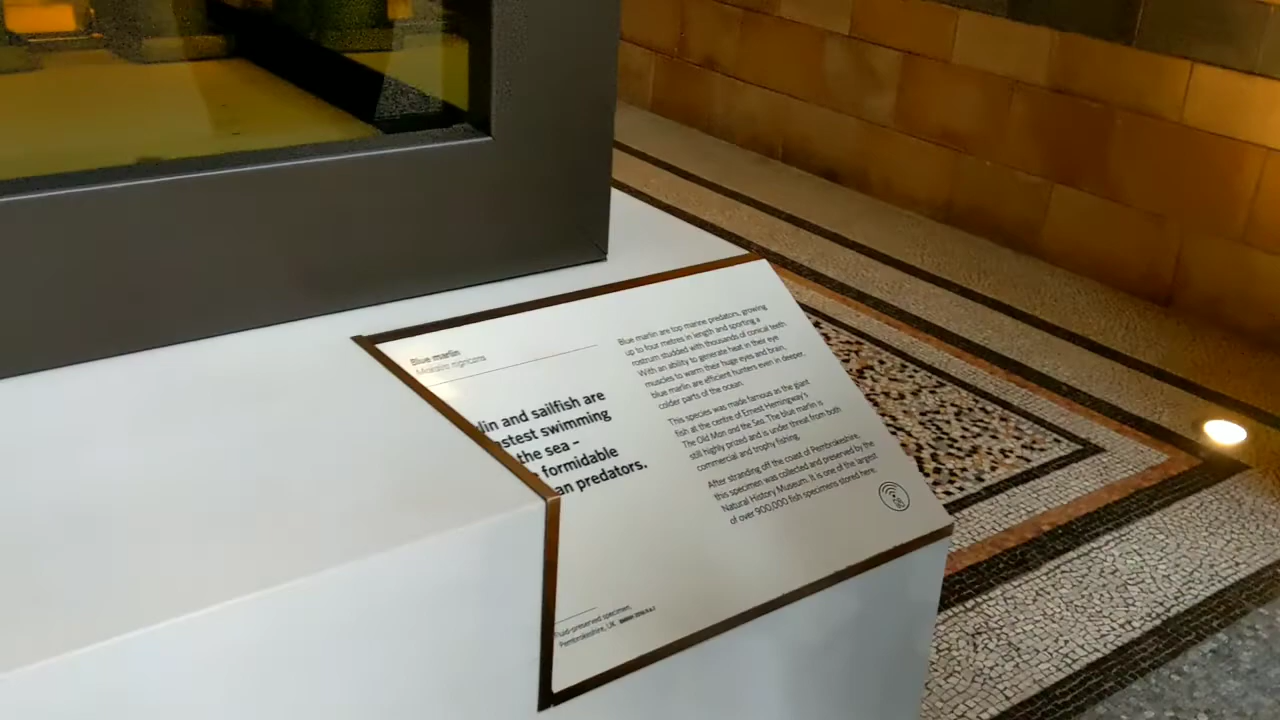 Blue marlin
Makaira nigricans
lin and sailfish are
astest swimming
the sea –
formidable
an predators.
Blue marlin are top marine predators, growing
up to four metres in length and sporting a
rostrum studded with thousands of conical teeth.
With an ability to generate heat in their eye
muscles to warm their huge eyes and brain,
blue marlin are efficient hunters even in deeper,
colder parts of the ocean.
This species was made famous as the giant
fish at the centre of Ernest Hemingway's
The Old Man and the Sea. The blue marlin is
still highly prized and is under threat from both
commercial and trophy fishing.
After stranding off the coast of Pembrokeshire,
this specimen was collected and preserved by the
Natural History Museum. It is one of the largest
of over 900,000 fish specimens stored here.
Fluid-preserved specimen,
Pembrokeshire, UK